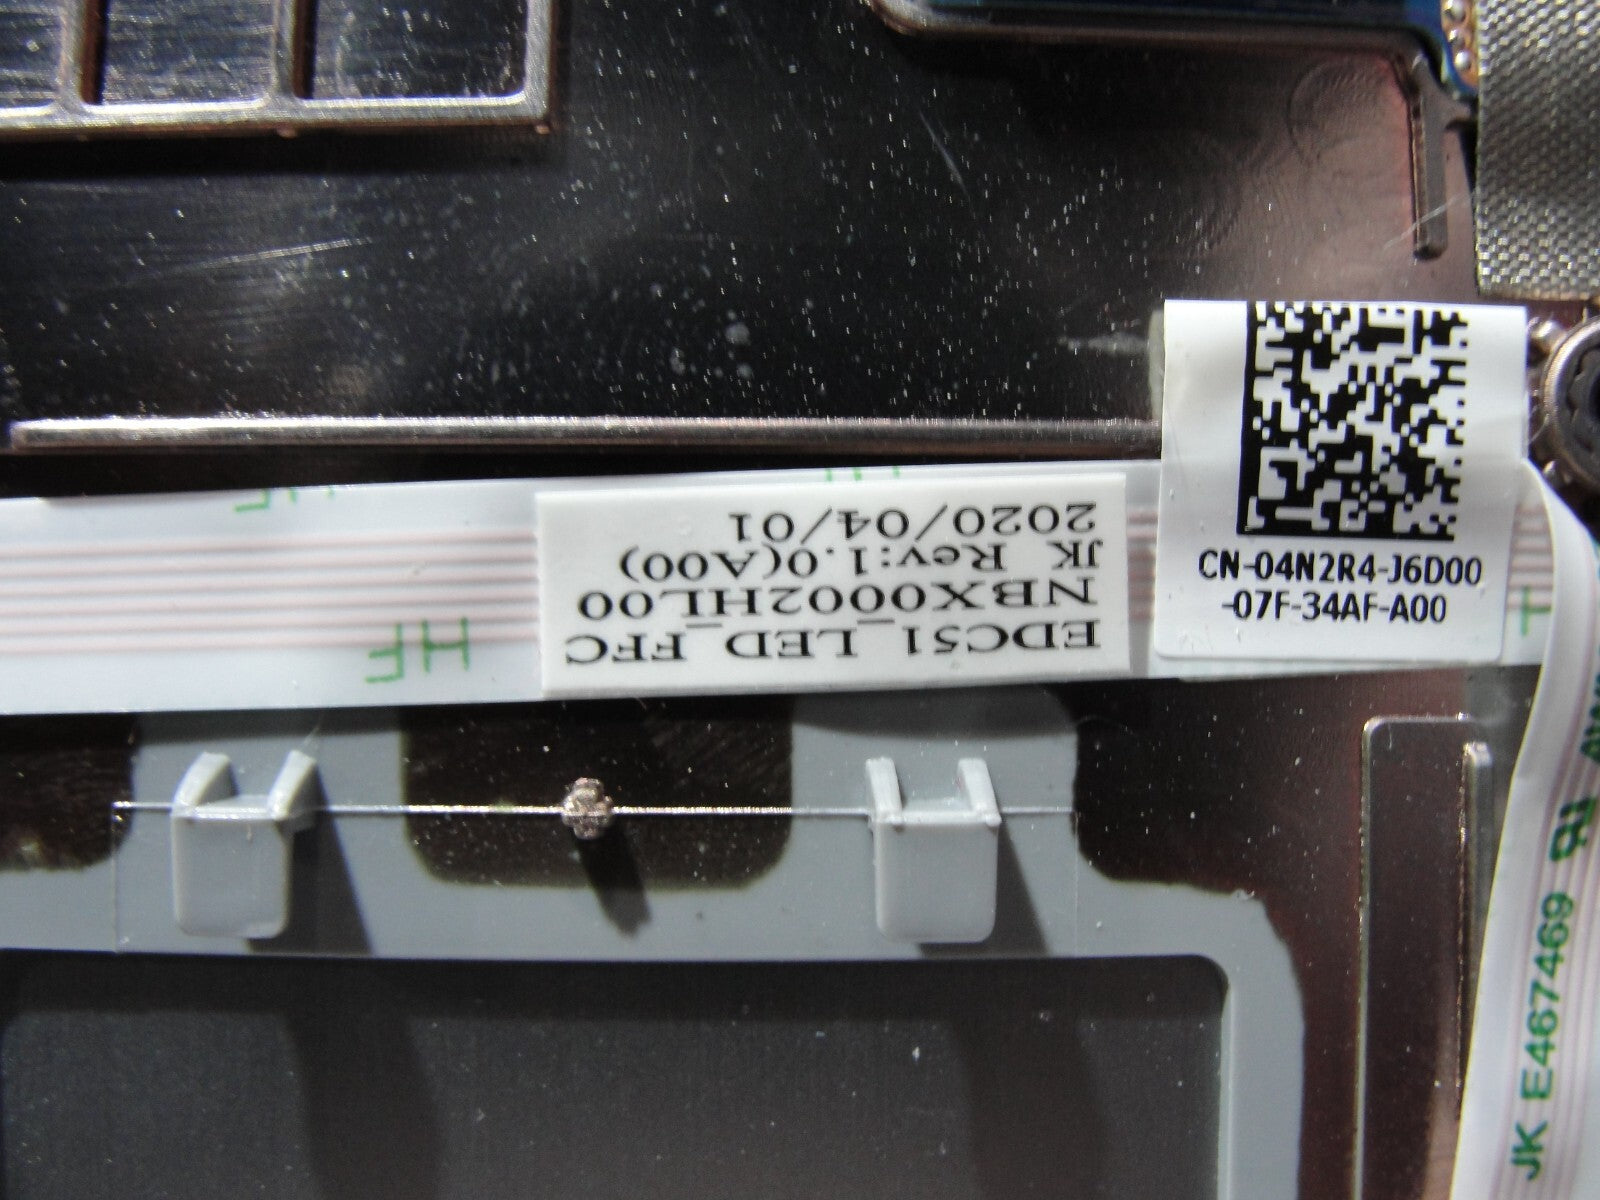 EDC51_LED_FFC
NBX0002HL00
JK Rev:1.0(A00)
2020/04/01
CN-04N2R4-J6D00
-07F-34AF-A00
HF
JK E467469